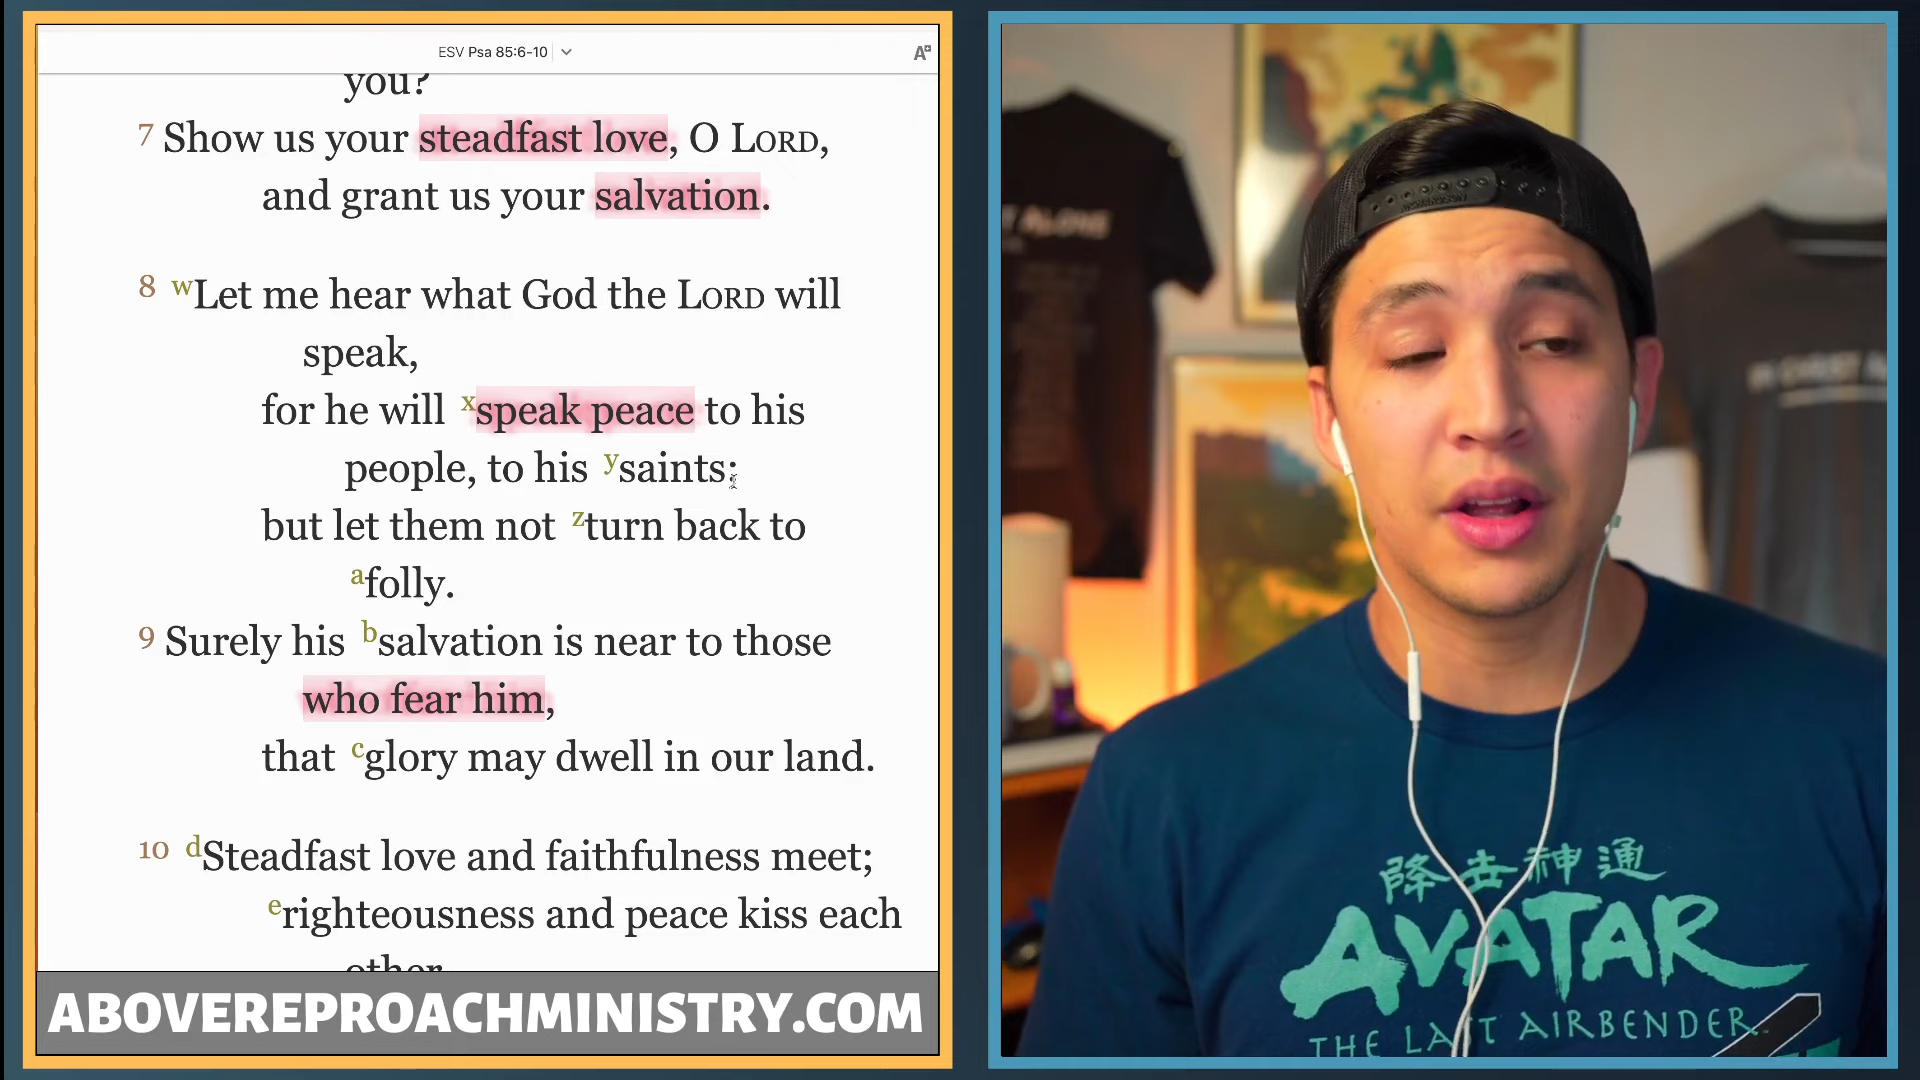 ESV Psa 85:6-10
A
you?
7 Show us your steadfast love, O LORD,
and grant us your salvation.
8 wLet me hear what God the LORD will
speak,
for he will xspeak peace to his
people, to his ysaints;
but let them not zturn back to
afolly.
9 Surely his bsalvation is near to those
who fear him,
that cglory may dwell in our land.
10 dSteadfast love and faithfulness meet;
erighteousness and peace kiss each
other.
ABOVEREPROACHMINISTRY.COM
ALONE
降去神通
AVATAR
THE LAST AIRBENDER